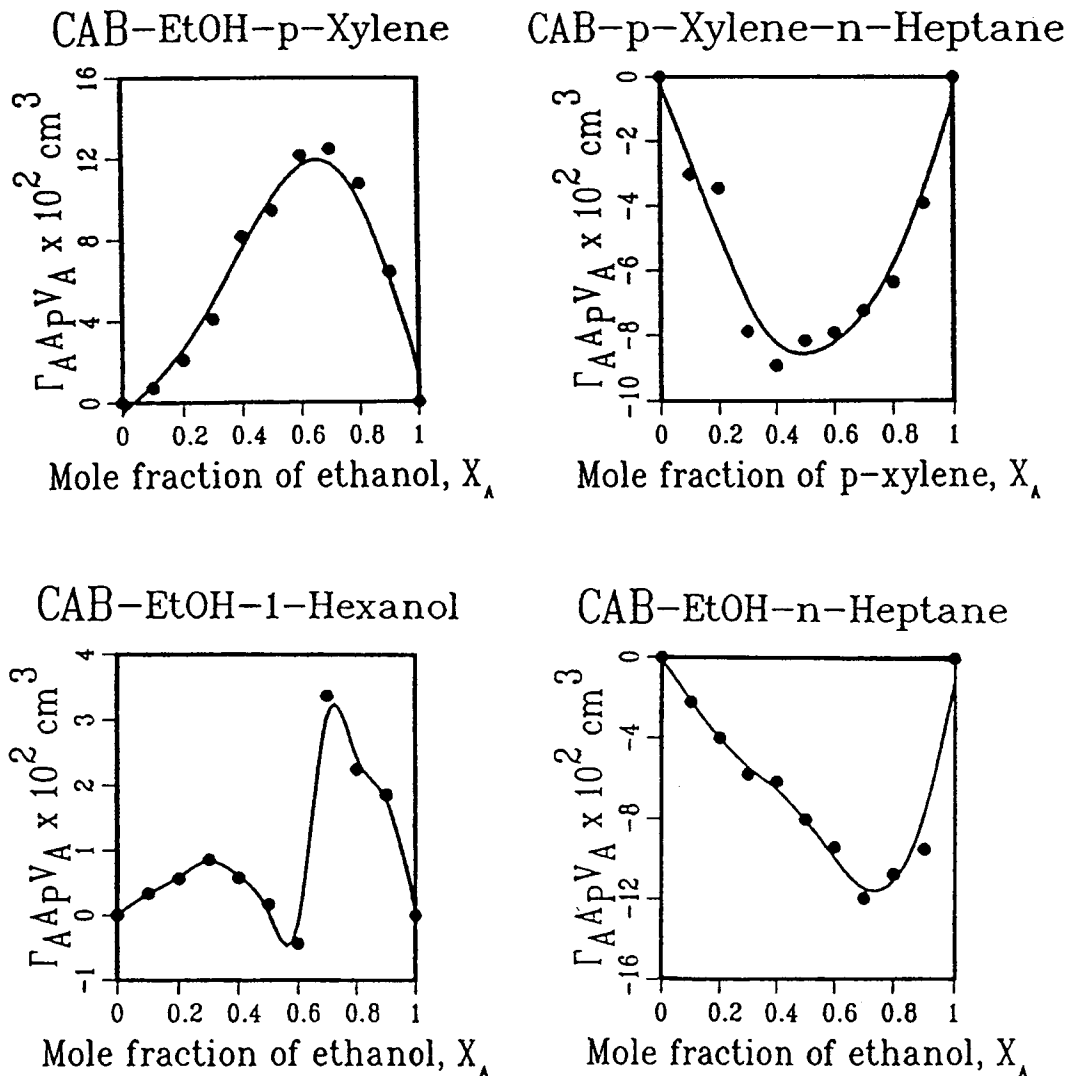 CAB-EtOH-p-Xylene
Γ_A A_p V_A x 10^2 cm^3
16
12
8
4
0
0 0.2 0.4 0.6 0.8 1
Mole fraction of ethanol, X_A
CAB-p-Xylene-n-Heptane
Γ_A A_p V_A x 10^2 cm^3
0
-2
-4
-6
-8
-10
0 0.2 0.4 0.6 0.8 1
Mole fraction of p-xylene, X_A
CAB-EtOH-1-Hexanol
Γ_A A_p V_A x 10^2 cm^3
4
3
2
1
0
-1
0 0.2 0.4 0.6 0.8 1
Mole fraction of ethanol, X_A
CAB-EtOH-n-Heptane
Γ_A A_p V_A x 10^2 cm^3
0
-4
-8
-12
-16
0 0.2 0.4 0.6 0.8 1
Mole fraction of ethanol, X_A